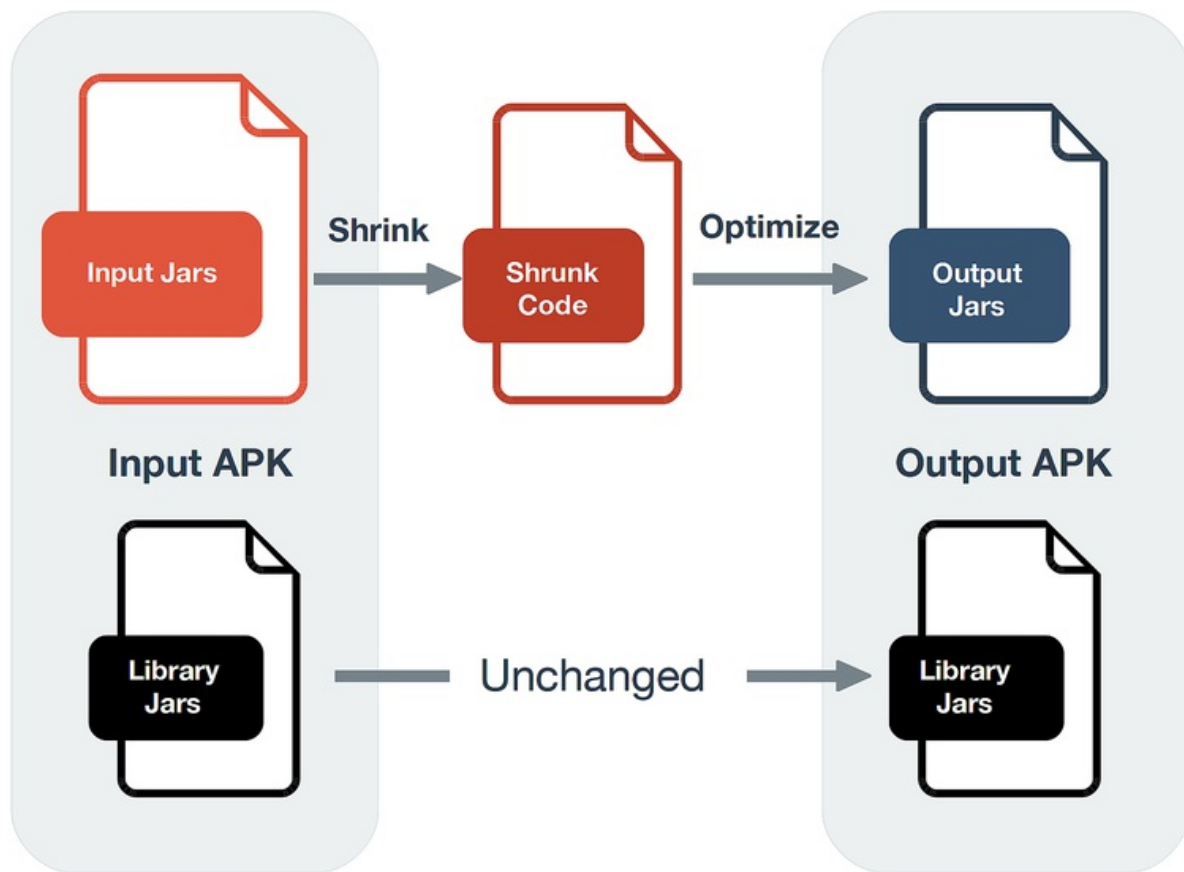 Shrink
Optimize
Input Jars
Shrunk
Code
Output
Jars
Input APK
Output APK
Library
Jars
Unchanged
Library
Jars